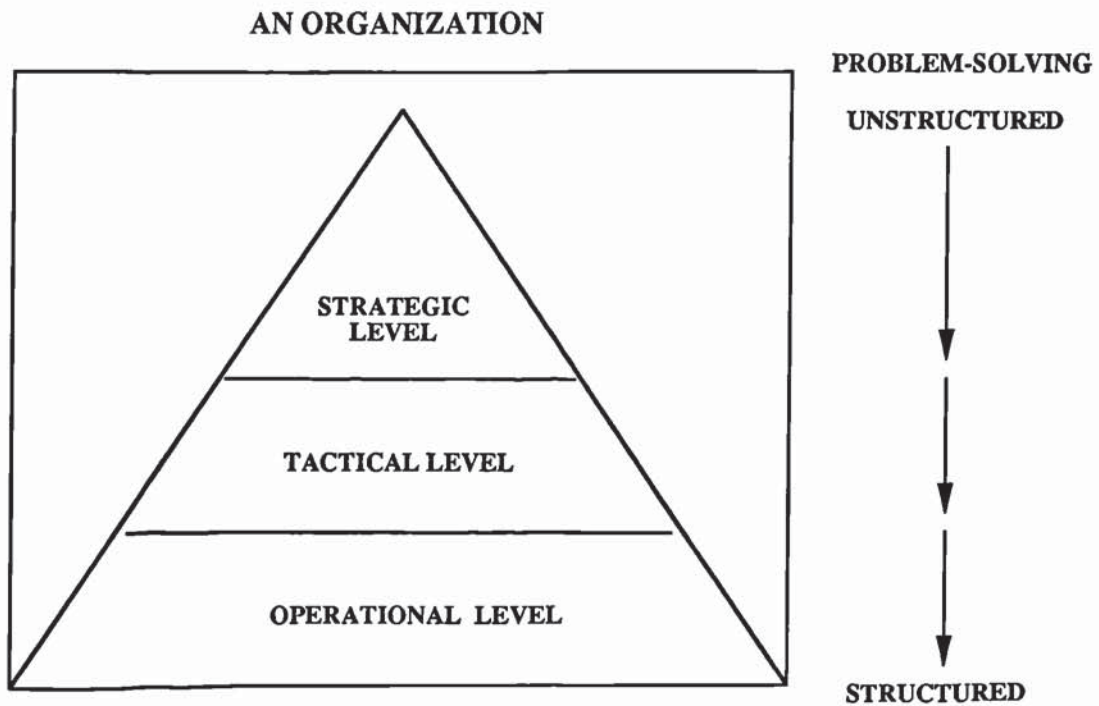 AN ORGANIZATION
PROBLEM-SOLVING
UNSTRUCTURED
STRATEGIC
LEVEL
TACTICAL LEVEL
OPERATIONAL LEVEL
STRUCTURED